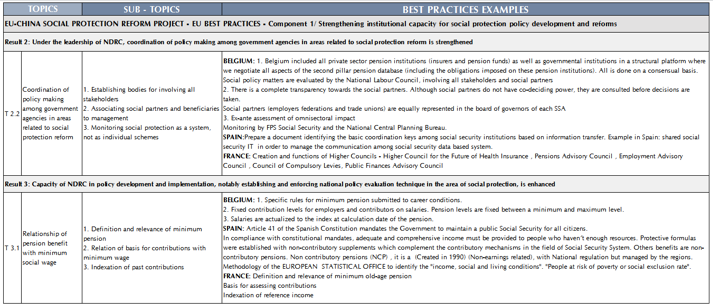 TOPICS SUB - TOPICS BEST PRACTICES EXAMPLES
EU-CHINA SOCIAL PROTECTION REFORM PROJECT - EU BEST PRACTICES - Component 1/ Strengthening institutional capacity for social protection policy development and reforms
Result 2: Under the leadership of NDRC, coordination of policy making among government agencies in areas related to social protection reform is strengthened
T 2.2
Coordination of
policy making
among government
agencies in areas
related to social
protection reform
1. Establishing bodies for involving all
stakeholders
2. Associating social partners and beneficiaries
to management
3. Monitoring social protection as a system,
not as individual schemes
BELGIUM: 1. Belgium included all private sector pension institutions (insurers and pension funds) as well as governmental institutions in a structural platform where
we negotiate all aspects of the second pillar pension database (including the obligations imposed on these pension institutions). All is done on a consensual basis.
Social policy matters are evaluated by the National Labour Council, involving all stakeholders and social partners
2. There is a complete transparency towards the social partners. Although social partners do not have co-deciding power, they are consulted before decisions are
taken.
Social partners (employers federations and trade unions) are equally represented in the board of governors of each SSA
3. Ex-ante assessment of omnisectoral impact
Monitoring by FPS Social Security and the National Central Planning Bureau.
SPAIN:Prepare a document identifying the basic coordination keys among social security institutions based on information transfer. Example in Spain: shared social
security IT in order to manage the communication among social security data based system.
FRANCE: Creation and functions of Higher Councils - Higher Council for the Future of Health Insurance , Pensions Advisory Council , Employment Advisory
Council , Council of Compulsory Levies, Public Finances Advisory Council
Result 3: Capacity of NDRC in policy development and implementation, notably establishing and enforcing national policy evaluation technique in the area of social protection, is enhanced
T 3.1
Relationship of
pension benefit
with minimum
social wage
1. Definition and relevance of minimum
pension
2. Relation of basis for contributions with
minimum wage
3. Indexation of past contributions
BELGIUM: 1. Specific rules for minimum pension submitted to career conditions.
2. Fixed contribution levels for employers and contributors on salaries. Pension levels are fixed between a minimum and maximum level.
3. Salaries are actualized to the index at calculation date of the pension.
SPAIN: Article 41 of the Spanish Constitution mandates the Government to maintain a public Social Security for all citizens.
In compliance with constitutional mandates, adequate and comprehensive income must be provided to people who haven't enough resources. Protective formulas
were established with non-contributory supplements which complement the contributory mechanisms in the field of Social Security System. Others benefits are non-
contributory pensions. Non contributory pensions (NCP) , it is a (Created in 1990) (Non-earnings related), with National regulation but managed by the regions.
Methodology of the EUROPEAN STATISTICAL OFFICE to identify the "income, social and living conditions". "People at risk of poverty or social exclusion rate".
FRANCE: Definition and relevance of minimum old-age pension
Basis for assessing contributions
Indexation of reference income